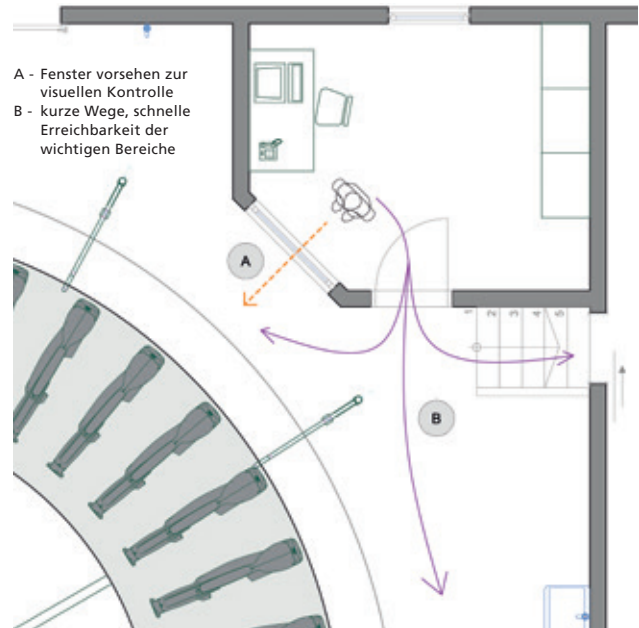 A - Fenster vorsehen zur
visuellen Kontrolle
B - kurze Wege, schnelle
Erreichbarkeit der
wichtigen Bereiche
A
B
1
2
3
4
5